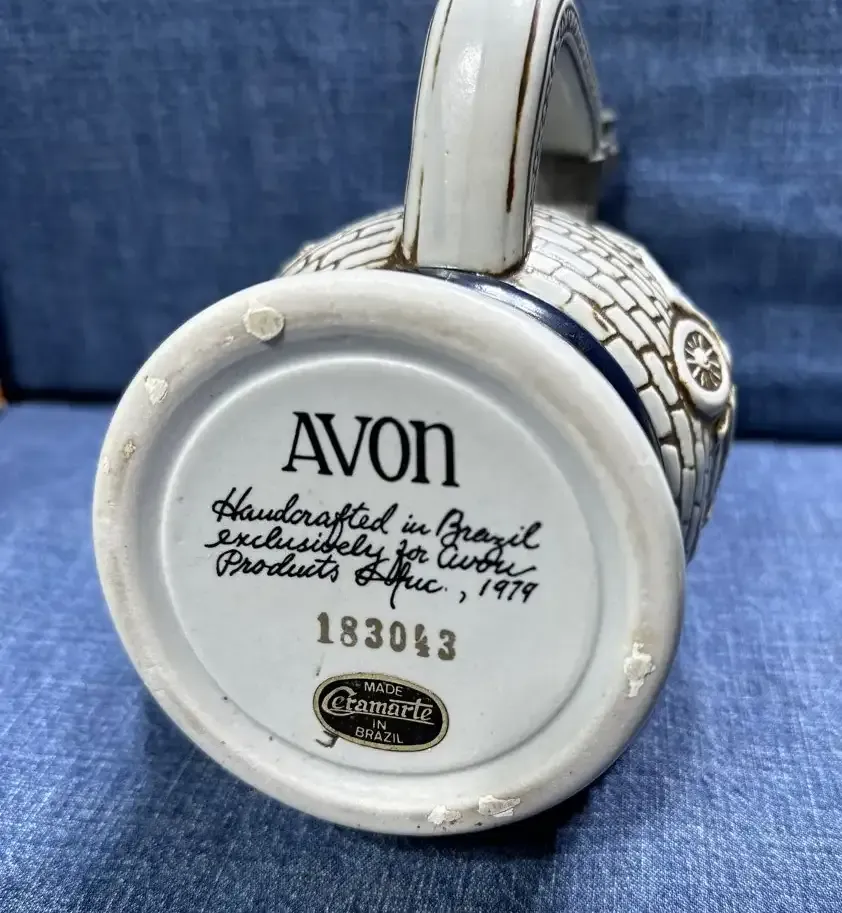 AVON
Handcrafted in Brazil
exclusively for Avon
Products Inc., 1979
183043
MADE
Ceramarte
IN
BRAZIL